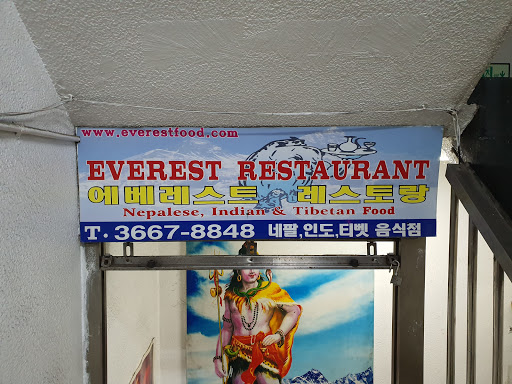 www.everestfood.com
EVEREST RESTAURANT
에베레스트 레스토랑
Nepalese, Indian & Tibetan Food
T. 3667-8848 네팔,인도,티벳 음식점